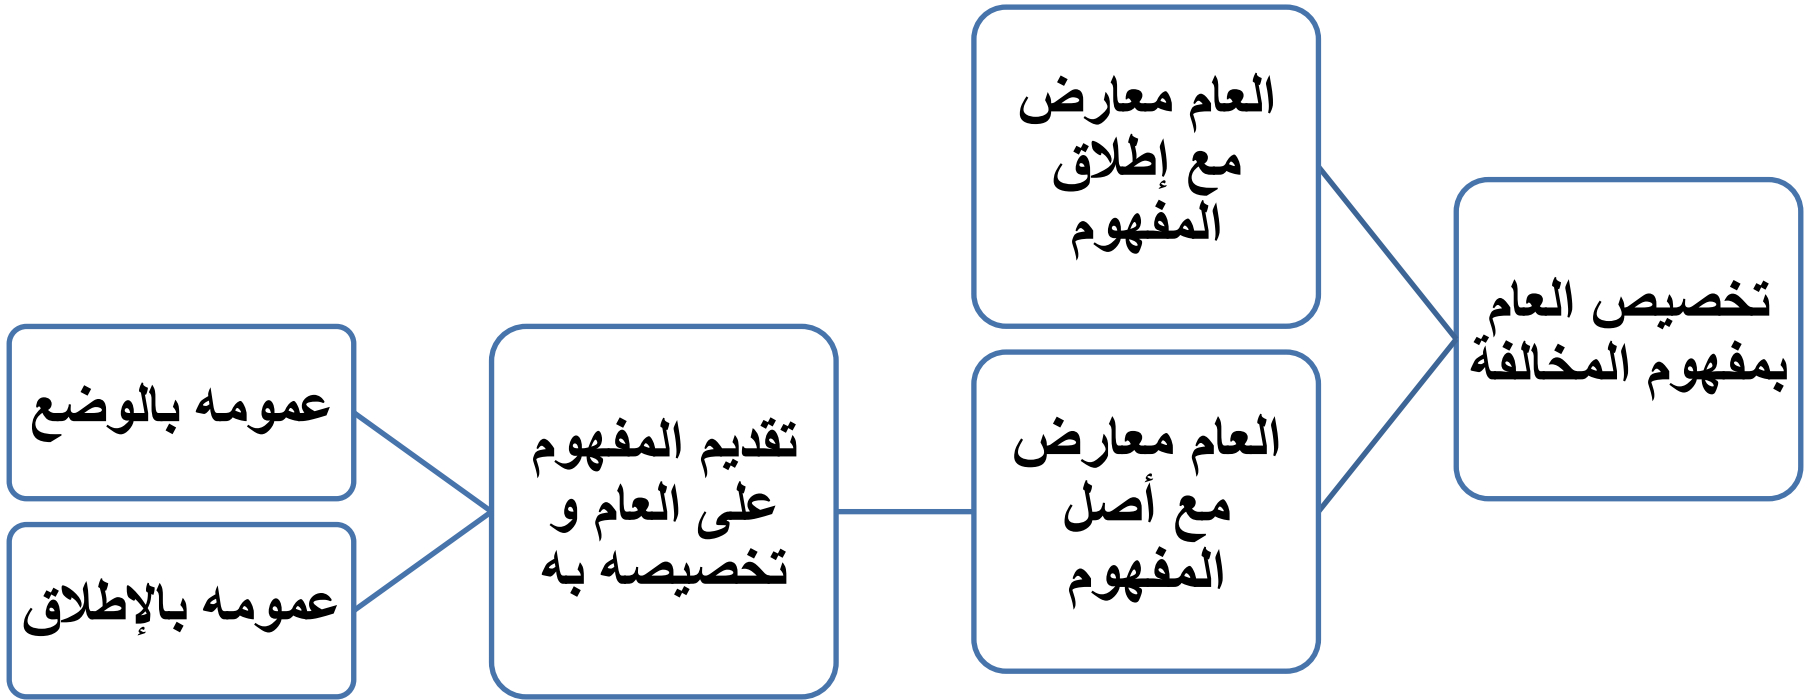 تخصيص العام
بمفهوم المخالفة
العام معارض
مع إطلاق
المفهوم
العام معارض
مع أصل
المفهوم
تقديم المفهوم
على العام و
تخصيصه به
عمومه بالوضع
عمومه بالإطلاق